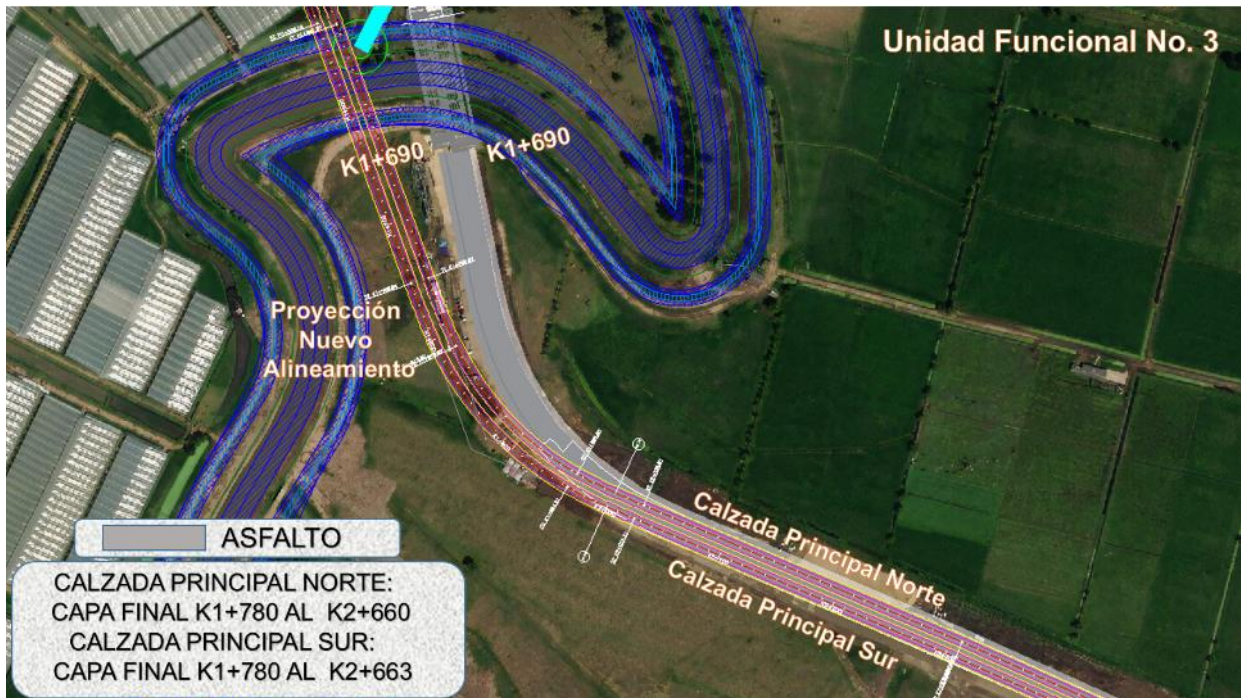 Unidad Funcional No. 3
K1+690
K1+690
Proyección
Nuevo
Alineamiento
Calzada Principal Norte
Calzada Principal Sur
ASFALTO
CALZADA PRINCIPAL NORTE:
CAPA FINAL K1+780 AL K2+660
CALZADA PRINCIPAL SUR:
CAPA FINAL K1+780 AL K2+663